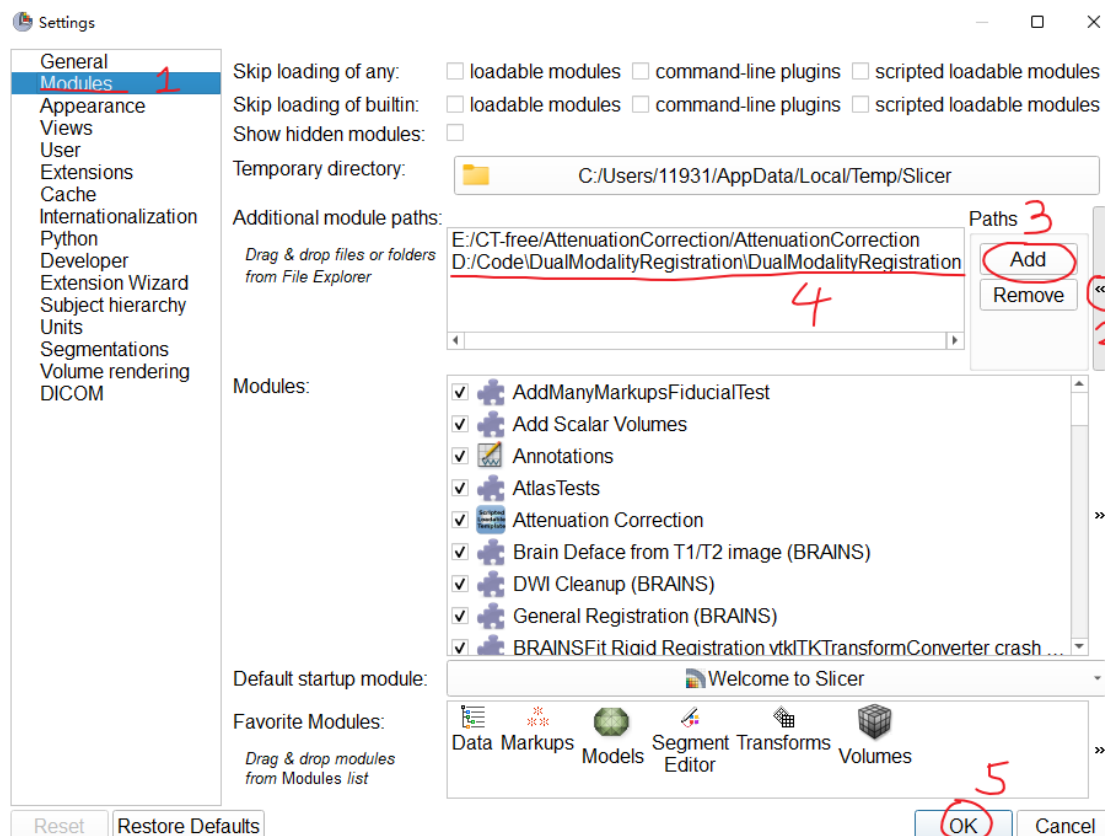 Settings
General
Modules 1
Appearance
Views
User
Extensions
Cache
Internationalization
Python
Developer
Extension Wizard
Subject hierarchy
Units
Segmentations
Volume rendering
DICOM
Skip loading of any: loadable modules command-line plugins scripted loadable modules
Skip loading of builtin: loadable modules command-line plugins scripted loadable modules
Show hidden modules:
Temporary directory: C:/Users/11931/AppData/Local/Temp/Slicer
Additional module paths:
Drag & drop files or folders
from File Explorer
E:/CT-free/AttenuationCorrection/AttenuationCorrection
D:/Code\DualModalityRegistration\DualModalityRegistration
4
Paths 3
Add
Remove
«
2
Modules:
AddManyMarkupsFiducialTest
Add Scalar Volumes
Annotations
AtlasTests
Scripted Loadable Template Attenuation Correction
Brain Deface from T1/T2 image (BRAINS)
DWI Cleanup (BRAINS)
General Registration (BRAINS)
BRAINSFit Rigid Registration vtkITKTransformConverter crash ...
»
Default startup module: Welcome to Slicer
Favorite Modules:
Drag & drop modules
from Modules list
Data Markups Models Segment Editor Transforms Volumes
»
5
Reset Restore Defaults OK Cancel